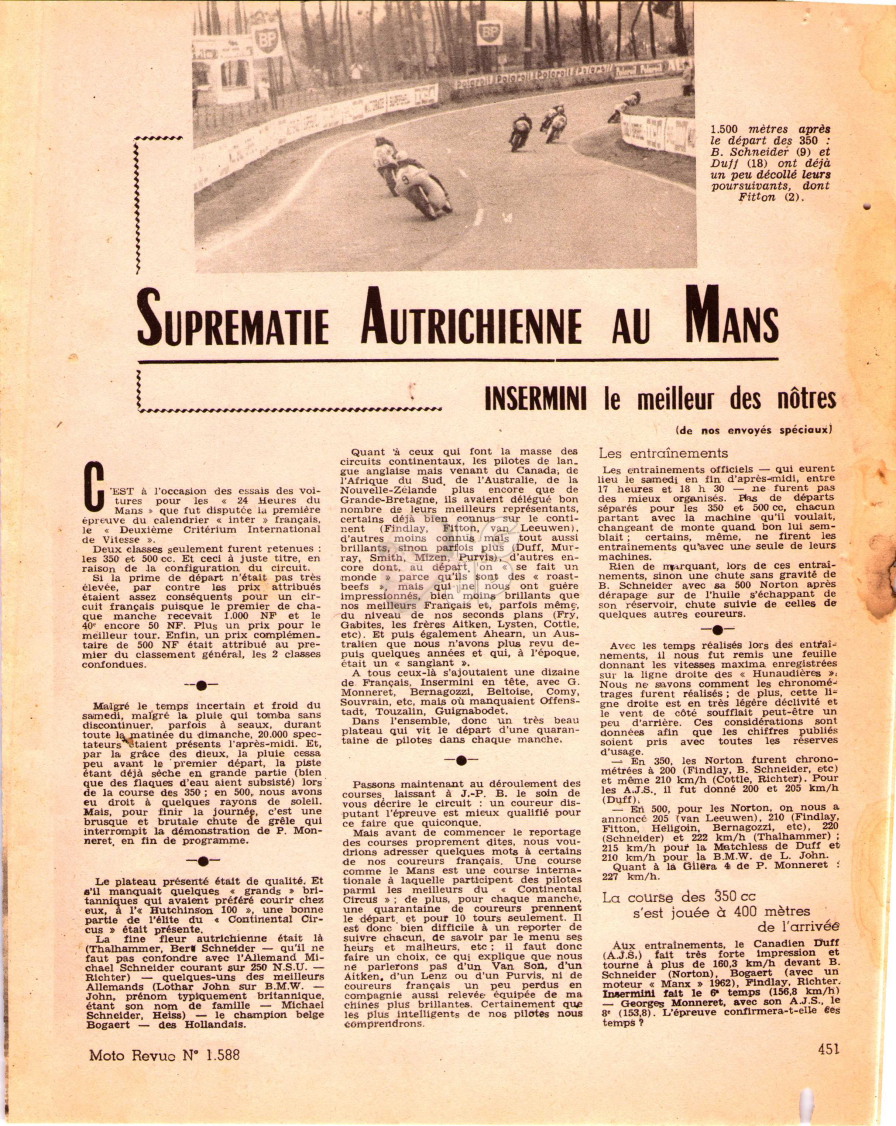 BP
BP
Polaroil Polaroil Polaroil Polaroil
1.500 mètres après
le départ des 350 :
B. Schneider (9) et
Duff (18) ont déjà
un peu décollé leurs
poursuivants, dont
Fitton (2).
SUPREMATIE AUTRICHIENNE AU MANS
INSERMINI le meilleur des nôtres
(de nos envoyés spéciaux)
C'EST à l'occasion des essais des voi-
tures pour les « 24 Heures du
Mans » que fut disputée la première
épreuve du calendrier « inter » français,
le « Deuxième Critérium International
de Vitesse ».
Deux classes seulement furent retenues :
les 350 et 500 cc. Et ceci à juste titre, en
raison de la configuration du circuit.
Si la prime de départ n'était pas très
élevée, par contre les prix attribués
étaient assez conséquents pour un cir-
cuit français puisque le premier de cha-
que manche recevait 1.000 NF et le
40e encore 50 NF. Plus un prix pour le
meilleur tour. Enfin, un prix complémen-
taire de 500 NF était attribué au pre-
mier du classement général, les 2 classes
confondues.
Malgré le temps incertain et froid du
samedi, malgré la pluie qui tomba sans
discontinuer, parfois à seaux, durant
toute la matinée du dimanche, 20.000 spec-
tateurs étaient présents l'après-midi. Et,
par la grâce des dieux, la pluie cessa
peu avant le premier départ, la piste
étant déjà sèche en grande partie (bien
que des flaques d'eau aient subsisté) lors
de la course des 350 ; en 500, nous avons
eu droit à quelques rayons de soleil.
Mais, pour finir la journée, c'est une
brusque et brutale chute de grêle qui
interrompit la démonstration de P. Mon-
neret, en fin de programme.
Le plateau présenté était de qualité. Et
s'il manquait quelques « grands » bri-
tanniques qui avaient préféré courir chez
eux, à l'« Hutchinson 100 », une bonne
partie de l'élite du « Continental Cir-
cus » était présente.
La fine fleur autrichienne était là
(Thalhammer, Bert Schneider — qu'il ne
faut pas confondre avec l'Allemand Mi-
chael Schneider courant sur 250 N.S.U. —
Richter) — quelques-uns des meilleurs
Allemands (Lothar John sur B.M.W. —
John, prénom typiquement britannique,
étant son nom de famille — Michael
Schneider, Heiss) — le champion belge
Bogaert — des Hollandais.
Quant à ceux qui font la masse des
circuits continentaux, les pilotes de lan-
gue anglaise mais venant du Canada, de
l'Afrique du Sud, de l'Australie, de la
Nouvelle-Zélande plus encore que de
Grande-Bretagne, ils avaient délégué bon
nombre de leurs meilleurs représentants,
certains déjà bien connus sur le conti-
nent (Findlay, Fitton, van Leeuwen),
d'autres moins connus mais tout aussi
brillants, sinon parfois plus (Duff, Mur-
ray, Smith, Mizen, Purvis), d'autres en-
core dont, au départ, on « se fait un
monde » parce qu'ils sont des « roast-
beefs », mais qui ne nous ont guère
impressionnés, bien moins brillants que
nos meilleurs Français et, parfois même,
du niveau de nos seconds plans (Fry,
Gabites, les frères Aitken, Lysten, Cottle,
etc). Et puis également Ahearn, un Aus-
tralien que nous n'avons plus revu de-
puis quelques années et qui, à l'époque,
était un « sanglant ».
A tous ceux-là s'ajoutaient une dizaine
de Français, Insermini en tête, avec G.
Monneret, Bernagozzi, Beltoise, Comy,
Souvrain, etc, mais où manquaient Offens-
tadt, Touzalin, Guignabodet.
Dans l'ensemble, donc un très beau
plateau qui vit le départ d'une quaran-
taine de pilotes dans chaque manche.
Passons maintenant au déroulement des
courses, laissant à J.-P. B. le soin de
vous décrire le circuit : un coureur dis-
putant l'épreuve est mieux qualifié pour
ce faire que quiconque.
Mais avant de commencer le reportage
des courses proprement dites, nous vou-
drions adresser quelques mots à certains
de nos coureurs français. Une course
comme le Mans est une course interna-
tionale à laquelle participent des pilotes
parmi les meilleurs du « Continental
Circus » ; de plus, pour chaque manche,
une quarantaine de coureurs prennent
le départ, et pour 10 tours seulement. Il
est donc bien difficile à un reporter de
suivre chacun, de savoir par le menu ses
heurs et malheurs, etc ; il faut donc
faire un choix, ce qui explique que nous
ne parlerons pas d'un Van Son, d'un
Aitken, d'un Lenz ou d'un Purvis, ni de
coureurs français un peu perdus en
compagnie aussi relevée équipée de ma
chines plus brillantes. Certainement que
les plus intelligents de nos pilotes nous
comprendrons.
Les entraînements
Les entrainements officiels — qui eurent
lieu le samedi en fin d'après-midi, entre
17 heures et 18 h 30 — ne furent pas
des mieux organisés. Pas de départs
séparés pour les 350 et 500 cc, chacun
partant avec la machine qu'il voulait,
changeant de monte quand bon lui sem-
blait ; certains, même, ne firent les
entraînements qu'avec une seule de leurs
machines.
Rien de marquant, lors de ces entrai-
nements, sinon une chute sans gravité de
B. Schneider avec sa 500 Norton après
dérapage sur de l'huile s'échappant de
son réservoir, chute suivie de celles de
quelques autres coureurs.
Avec les temps réalisés lors des entrai-
nements, il nous fut remis une feuille
donnant les vitesses maxima enregistrées
sur la ligne droite des « Hunaudières ».
Nous ne savons comment les chronomé-
trages furent réalisés ; de plus, cette li-
gne droite est en très légère déclivité et
le vent de côté soufflait peut-être un
peu d'arrière. Ces considérations sont
données afin que les chiffres publiés
soient pris avec toutes les réserves
d'usage.
— En 350, les Norton furent chrono-
métrées à 200 (Findlay, B. Schneider, etc)
et même 210 km/h (Cottle, Richter). Pour
les A.J.S., il fut donné 200 et 205 km/h
(Duff).
— En 500, pour les Norton, on nous a
annoncé 205 (van Leeuwen), 210 (Findlay,
Fitton, Heligoin, Bernagozzi, etc), 220
(Schneider) et 222 km/h (Thalhammer) ;
215 km/h pour la Matchless de Duff et
210 km/h pour la B.M.W. de L. John.
Quant à la Gilera 4 de P. Monneret :
227 km/h.
La course des 350 cc
s'est jouée à 400 mètres
de l'arrivée
Aux entraînements, le Canadien Duff
(A.J.S.) fait très forte impression et
tourne à plus de 160,3 km/h devant B.
Schneider (Norton), Bogaert (avec un
moteur « Manx » 1962), Findlay, Richter.
Insermini fait le 6e temps (156,8 km/h)
— Georges Monneret, avec son A.J.S., le
8e (153,8). L'épreuve confirmera-t-elle ces
temps ?
Moto Revue N° 1.588
451